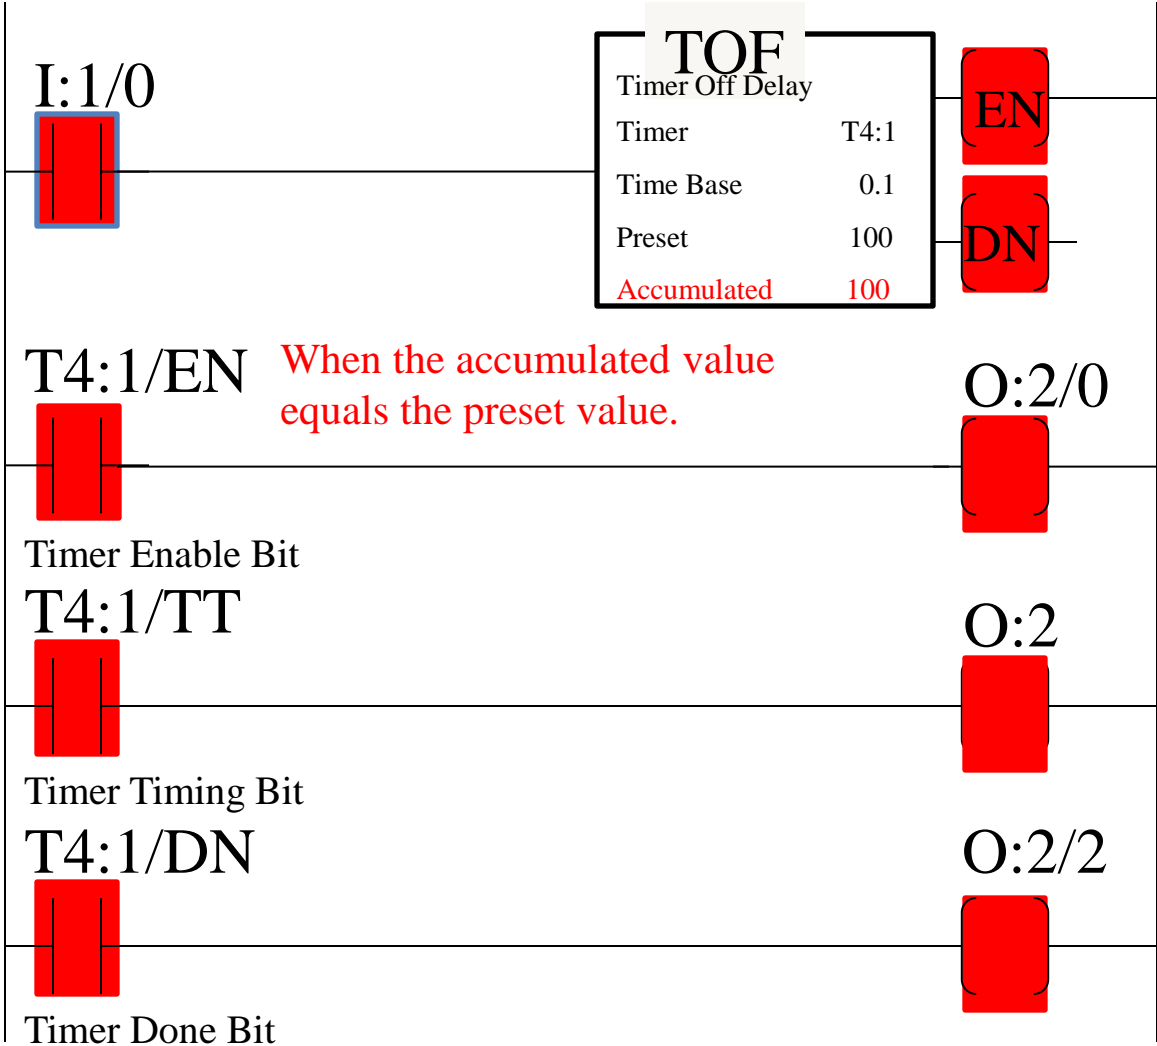 TOF
I:1/0
Timer Off Delay
EN
Timer T4:1
Time Base 0.1
Preset 100
DN
Accumulated 100
T4:1/EN
When the accumulated value
equals the preset value.
O:2/0
Timer Enable Bit
T4:1/TT
O:2
Timer Timing Bit
T4:1/DN
O:2/2
Timer Done Bit